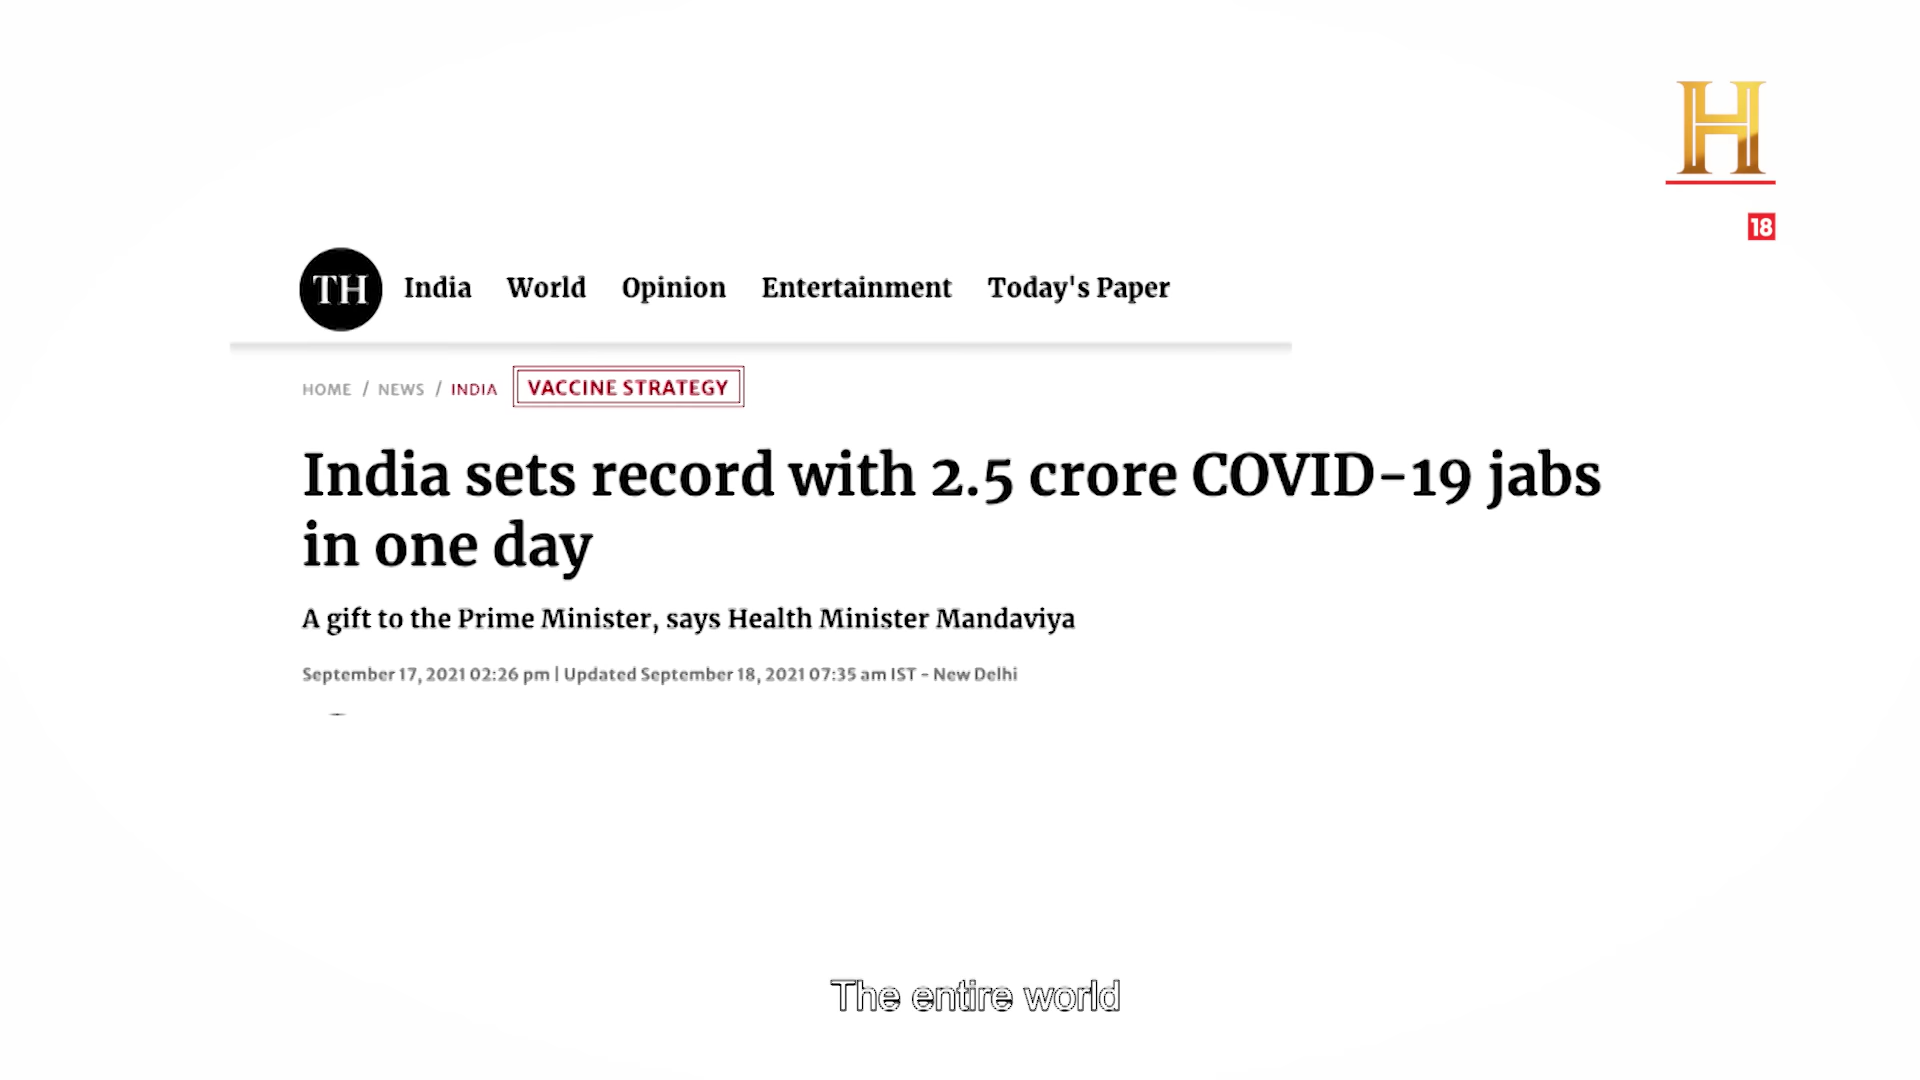 H
18
TH India World Opinion Entertainment Today's Paper
HOME / NEWS / INDIA VACCINE STRATEGY
India sets record with 2.5 crore COVID-19 jabs
in one day
A gift to the Prime Minister, says Health Minister Mandaviya
September 17, 2021 02:26 pm | Updated September 18, 2021 07:35 am IST - New Delhi
The entire world